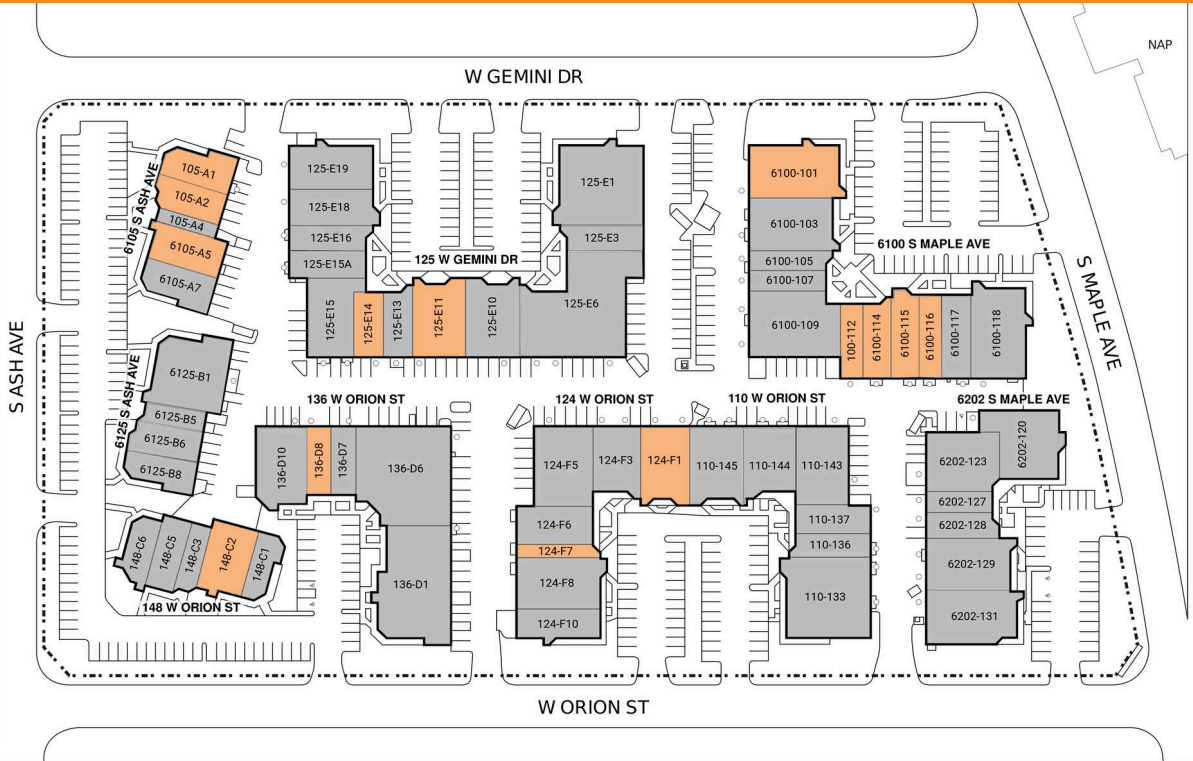 NAP
W GEMINI DR
S MAPLE AVE
S ASH AVE
W ORION ST
6105 S ASH AVE
105-A1
105-A2
105-A4
6105-A5
6105-A7
125-E19
125-E18
125-E16
125-E15A
125 W GEMINI DR
125-E15
125-E14
125-E13
125-E11
125-E10
125-E1
125-E3
125-E6
6100-101
6100-103
6100-105
6100-107
6100-109
6100 S MAPLE AVE
100-112
6100-114
6100-115
6100-116
6100-117
6100-118
6125 S ASH AVE
6125-B1
6125-B5
6125-B6
6125-B8
136 W ORION ST
136-D10
136-D8
136-D7
136-D6
136-D1
124 W ORION ST
124-F5
124-F3
124-F1
124-F6
124-F7
124-F8
124-F10
110 W ORION ST
110-145
110-144
110-143
110-137
110-136
110-133
6202 S MAPLE AVE
6202-123
6202-120
6202-127
6202-128
6202-129
6202-131
148-C6
148-C5
148-C3
148-C2
148-C1
148 W ORION ST